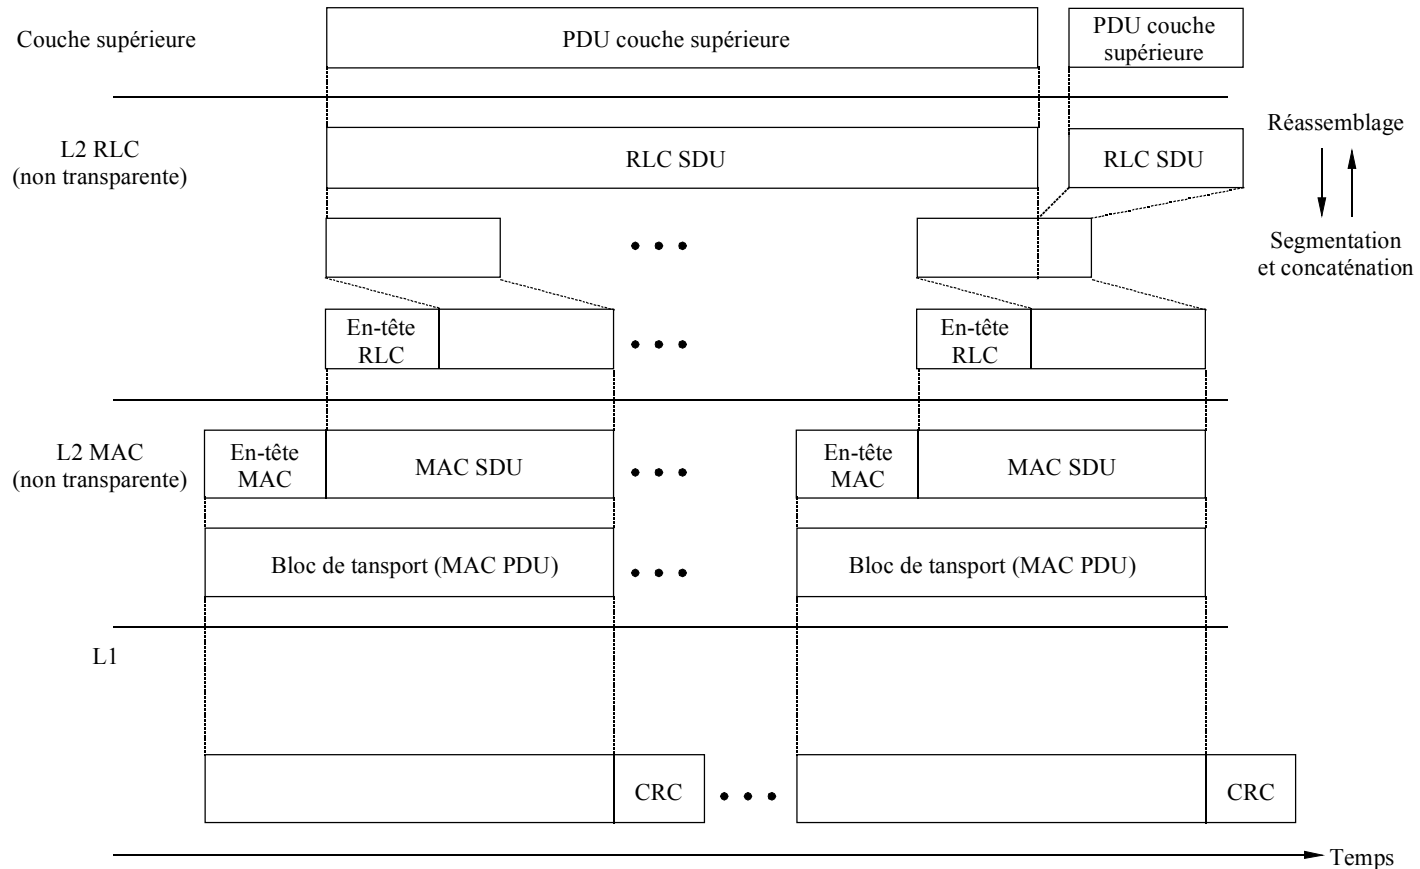 Couche supérieure
PDU couche supérieure
PDU couche
supérieure
L2 RLC
(non transparente)
RLC SDU
RLC SDU
Réassemblage
Segmentation
et concaténation
En-tête
RLC
En-tête
RLC
L2 MAC
(non transparente)
En-tête
MAC
MAC SDU
En-tête
MAC
MAC SDU
Bloc de tansport (MAC PDU)
Bloc de tansport (MAC PDU)
L1
CRC
CRC
Temps